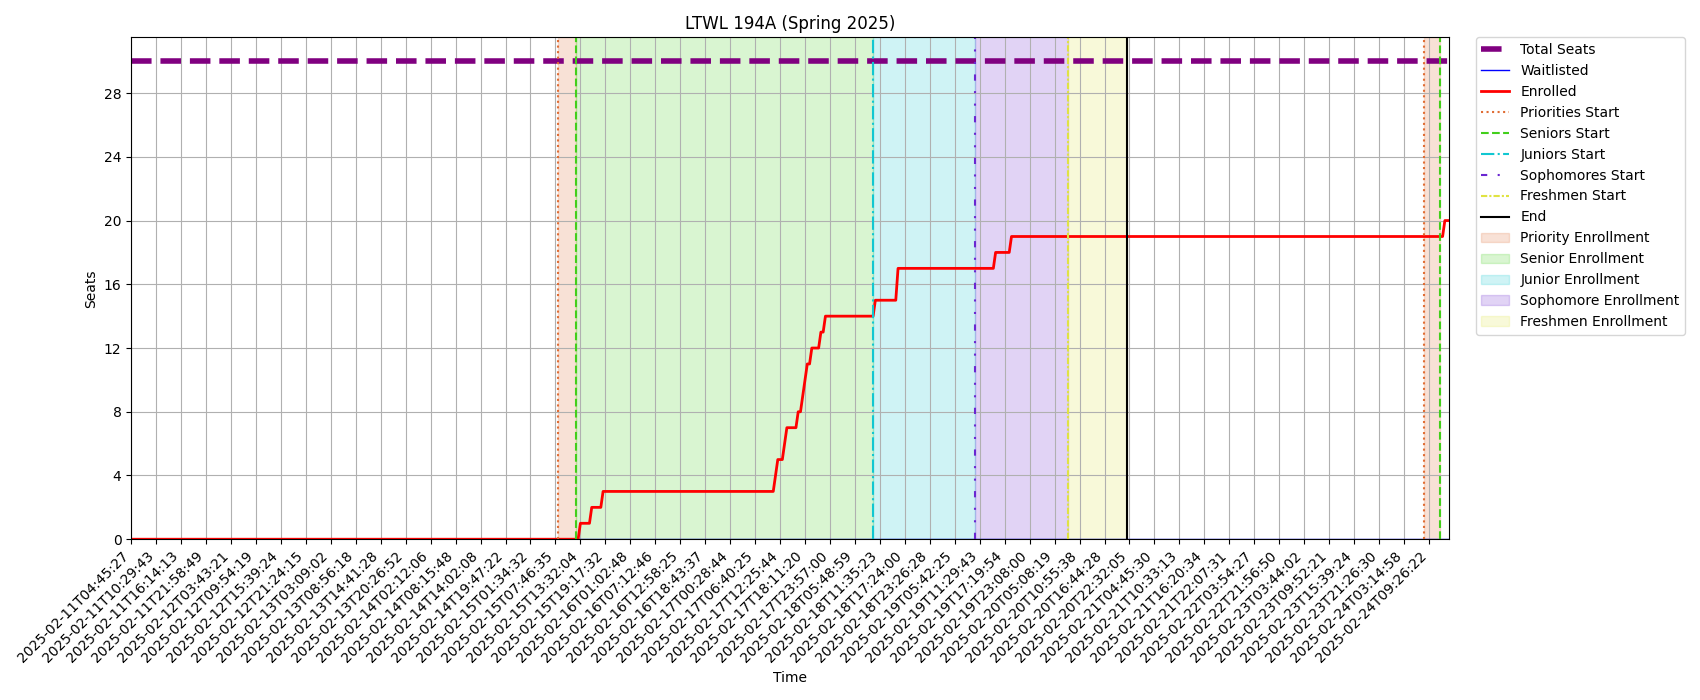 LTWL 194A (Spring 2025)
Seats
28
24
20
16
12
8
4
0
2025-02-11T04:45:27
2025-02-11T10:29:43
2025-02-11T16:14:13
2025-02-11T21:58:49
2025-02-12T03:43:21
2025-02-12T09:54:19
2025-02-12T15:39:24
2025-02-12T21:24:15
2025-02-13T03:09:02
2025-02-13T08:56:18
2025-02-13T14:41:28
2025-02-13T20:26:52
2025-02-14T02:12:06
2025-02-14T08:15:48
2025-02-14T14:02:08
2025-02-14T19:47:22
2025-02-15T01:34:32
2025-02-15T07:46:35
2025-02-15T13:32:04
2025-02-15T19:17:32
2025-02-16T01:02:48
2025-02-16T07:12:46
2025-02-16T12:58:25
2025-02-16T18:43:37
2025-02-17T00:28:44
2025-02-17T06:40:25
2025-02-17T12:25:44
2025-02-17T18:11:20
2025-02-17T23:57:00
2025-02-18T05:48:59
2025-02-18T11:35:23
2025-02-18T17:24:00
2025-02-18T23:26:28
2025-02-19T05:42:25
2025-02-19T11:29:43
2025-02-19T17:19:54
2025-02-19T23:08:00
2025-02-20T05:08:19
2025-02-20T10:55:38
2025-02-20T16:44:28
2025-02-20T22:32:05
2025-02-21T04:45:30
2025-02-21T10:33:13
2025-02-21T16:20:34
2025-02-21T22:07:31
2025-02-22T03:54:27
2025-02-22T21:56:50
2025-02-23T03:44:02
2025-02-23T09:52:21
2025-02-23T15:39:24
2025-02-23T21:26:30
2025-02-24T03:14:58
2025-02-24T09:26:22
Time
Total Seats
Waitlisted
Enrolled
Priorities Start
Seniors Start
Juniors Start
Sophomores Start
Freshmen Start
End
Priority Enrollment
Senior Enrollment
Junior Enrollment
Sophomore Enrollment
Freshmen Enrollment